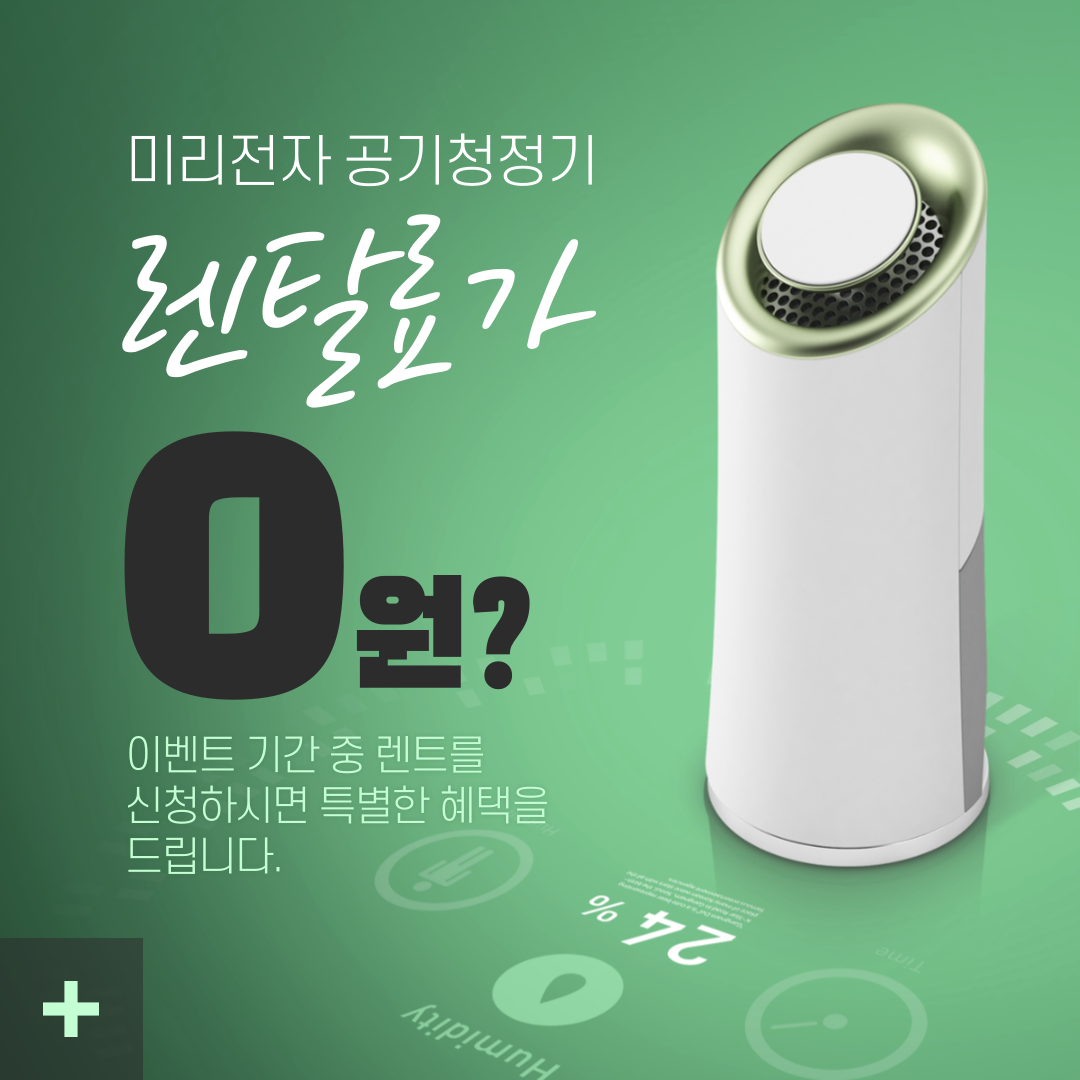 미리전자 공기청정기
렌탈료가
0원?
이벤트 기간 중 렌트를
신청하시면 특별한 혜택을
드립니다.
24 %
Time
Humidity